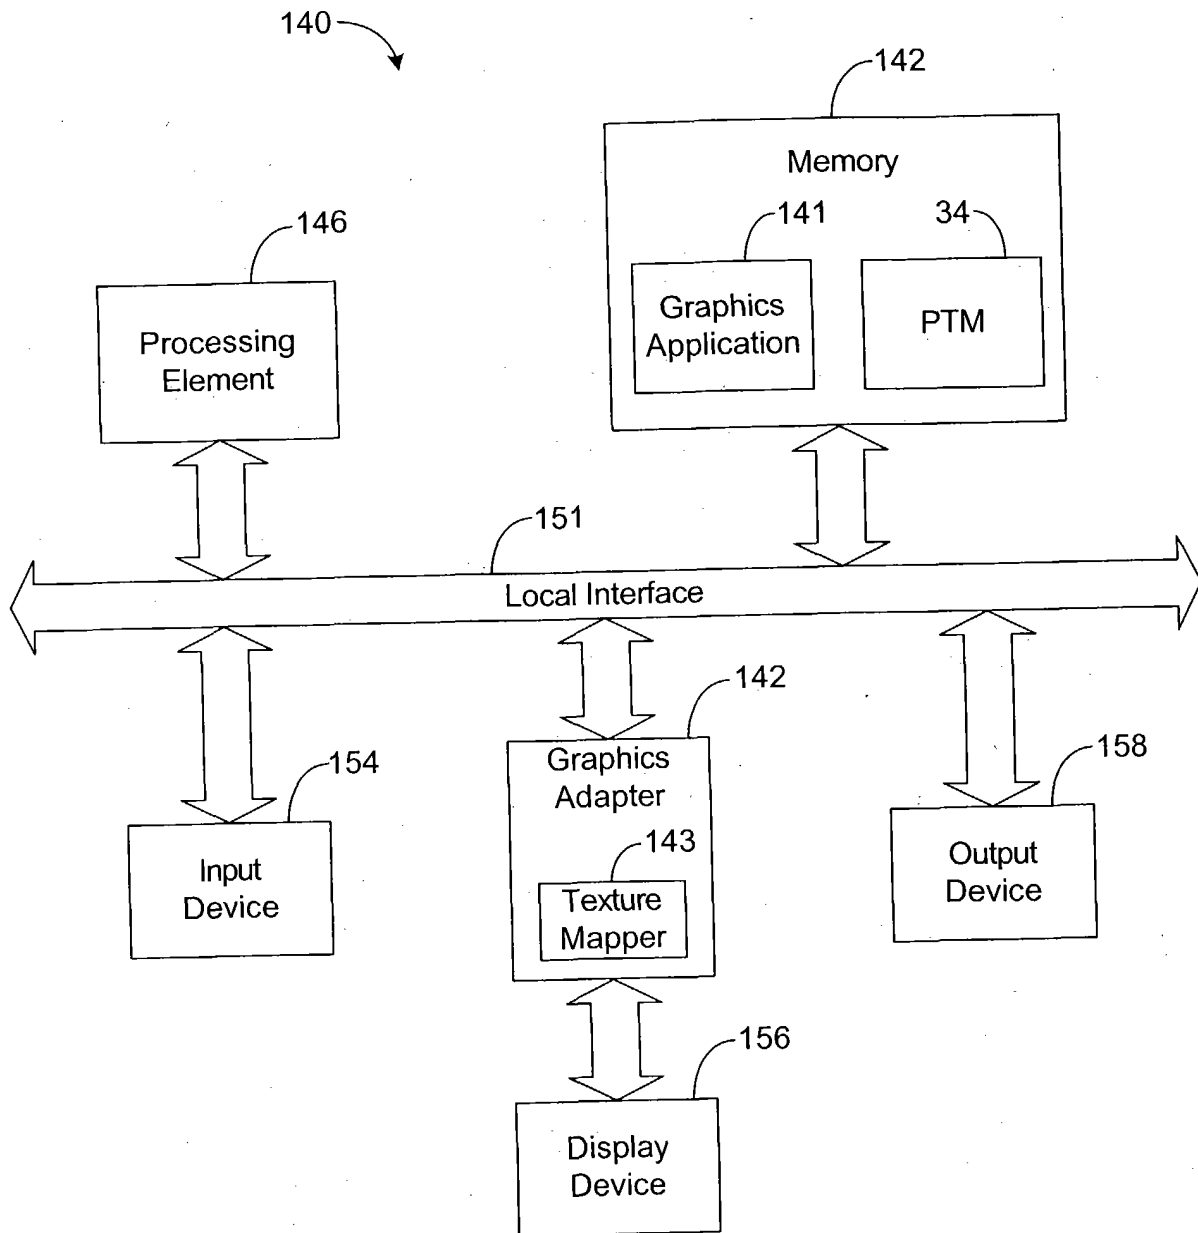 140
142
Memory
146
141
34
Graphics
Application
PTM
Processing
Element
151
Local Interface
142
154
Graphics
Adapter
158
143
Input
Device
Texture
Mapper
Output
Device
156
Display
Device